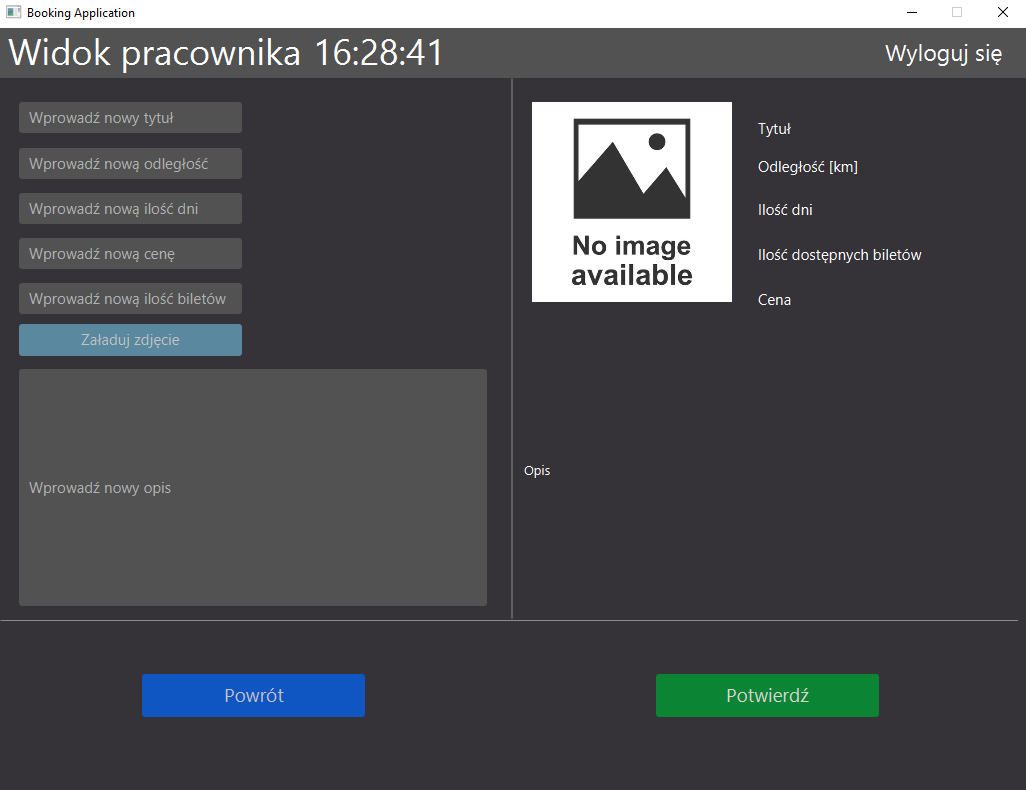 Booking Application
Widok pracownika 16:28:41
Wyloguj się
Wprowadź nowy tytuł
Wprowadź nową odległość
Wprowadź nową ilość dni
Wprowadź nową cenę
Wprowadź nową ilość biletów
Załaduj zdjęcie
Wprowadź nowy opis
No image
available
Tytuł
Odległość [km]
Ilość dni
Ilość dostępnych biletów
Cena
Opis
Powrót
Potwierdź